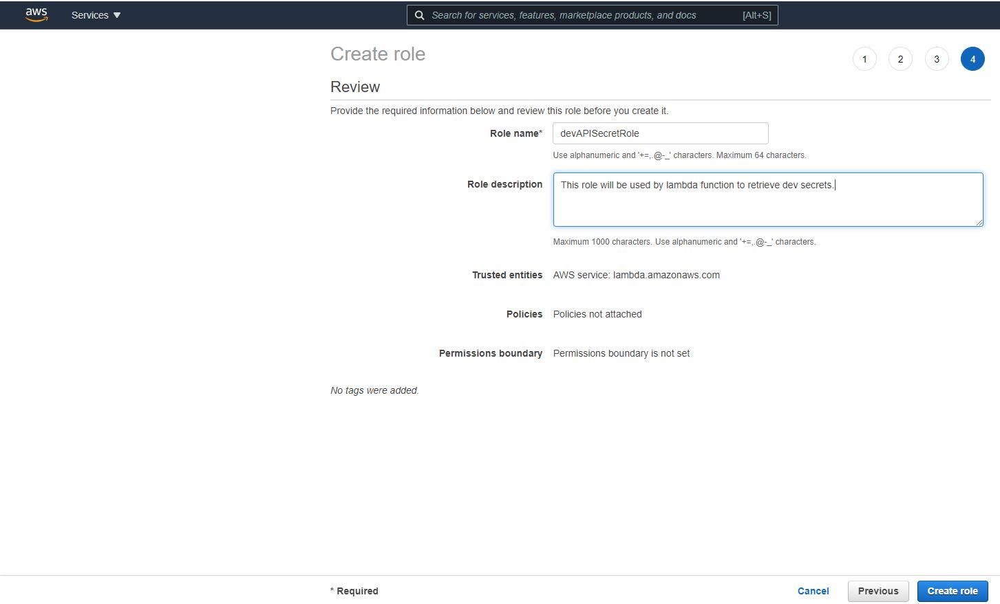 aws
Services
Search for services, features, marketplace products, and docs [Alt+S]
Create role
1 2 3 4
Review
Provide the required information below and review this role before you create it.
Role name* devAPISecretRole
Use alphanumeric and '+=,.@-_' characters. Maximum 64 characters.
Role description This role will be used by lambda function to retrieve dev secrets.
Maximum 1000 characters. Use alphanumeric and '+=,.@-_' characters.
Trusted entities AWS service: lambda.amazonaws.com
Policies Policies not attached
Permissions boundary Permissions boundary is not set
No tags were added.
* Required
Cancel Previous Create role